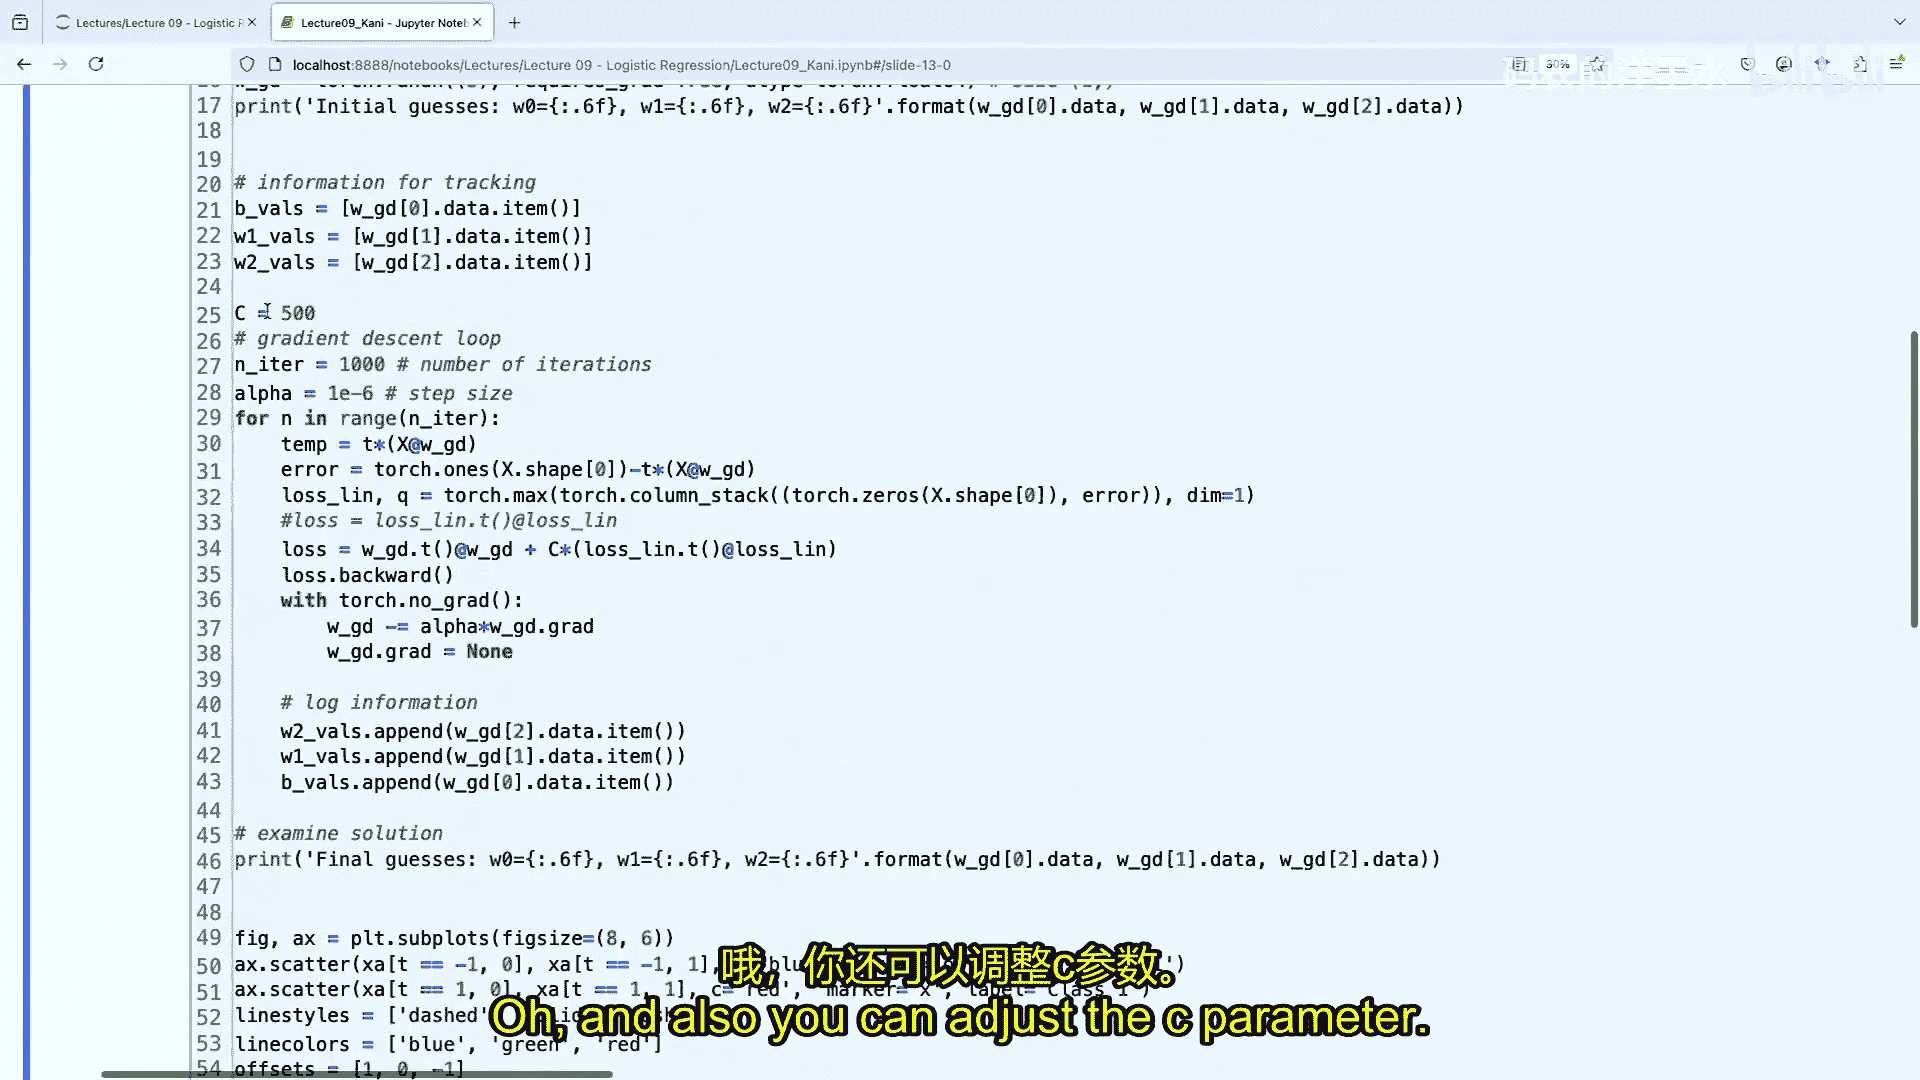 Lectures/Lecture 09 - Logistic R
Lecture09_Kani - Jupyter Noteb
localhost:8888/notebooks/Lectures/Lecture 09 - Logistic Regression/Lecture09_Kani.ipynb#/slide-13-0
30%
17 print('Initial guesses: w0={:.6f}, w1={:.6f}, w2={:.6f}'.format(w_gd[0].data, w_gd[1].data, w_gd[2].data))
18
19
20 # information for tracking
21 b_vals = [w_gd[0].data.item()]
22 w1_vals = [w_gd[1].data.item()]
23 w2_vals = [w_gd[2].data.item()]
24
25 C = 500
26 # gradient descent loop
27 n_iter = 1000 # number of iterations
28 alpha = 1e-6 # step size
29 for n in range(n_iter):
30 temp = t*(X@w_gd)
31 error = torch.ones(X.shape[0])-t*(X@w_gd)
32 loss_lin, q = torch.max(torch.column_stack((torch.zeros(X.shape[0]), error)), dim=1)
33 #loss = loss_lin.t()@loss_lin
34 loss = w_gd.t()@w_gd + C*(loss_lin.t()@loss_lin)
35 loss.backward()
36 with torch.no_grad():
37 w_gd -= alpha*w_gd.grad
38 w_gd.grad = None
39
40 # log information
41 w2_vals.append(w_gd[2].data.item())
42 w1_vals.append(w_gd[1].data.item())
43 b_vals.append(w_gd[0].data.item())
44
45 # examine solution
46 print('Final guesses: w0={:.6f}, w1={:.6f}, w2={:.6f}'.format(w_gd[0].data, w_gd[1].data, w_gd[2].data))
47
48
49 fig, ax = plt.subplots(figsize=(8, 6))
50 ax.scatter(xa[t == -1, 0], xa[t == -1, 1],
51 ax.scatter(xa[t == 1, 0], xa[t == 1, 1], c='red', marker='x', label='Class 1')
52 linestyles = ['dashed'
53 linecolors = ['blue', 'green', 'red']
54 offsets = [1, 0, -1]
哦，你还可以调整c参数。
Oh, and also you can adjust the c parameter.